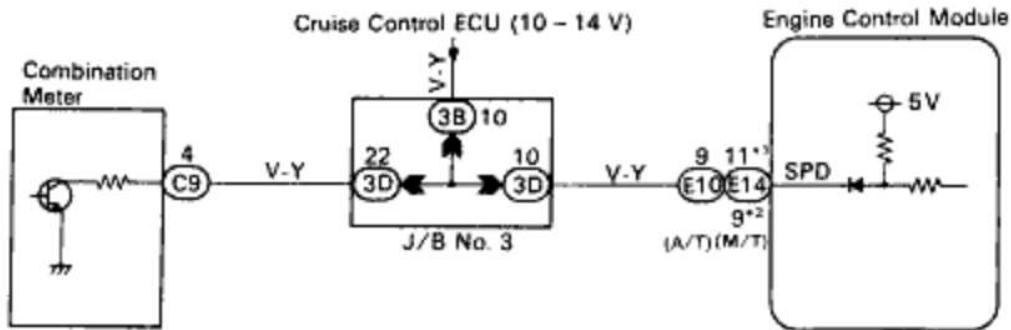 Cruise Control ECU (10 – 14 V)
Engine Control Module
Combination
Meter
V-Y
5V
3B 10
4
C9
V-Y
22
3D
10
3D
V-Y
9
E10
11*¹
E14
SPD
9*²
(A/T) (M/T)
J/B No. 3